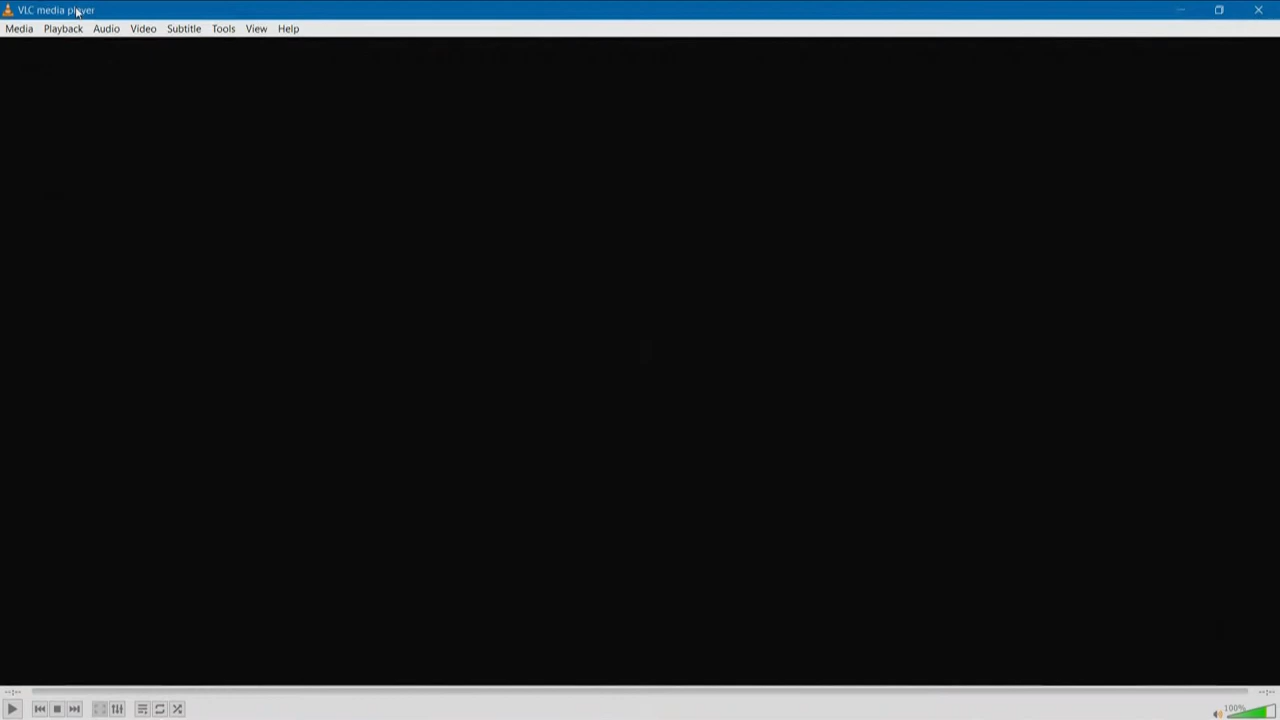 VLC media player
Media Playback Audio Video Subtitle Tools View Help
--:-- --:--
100%